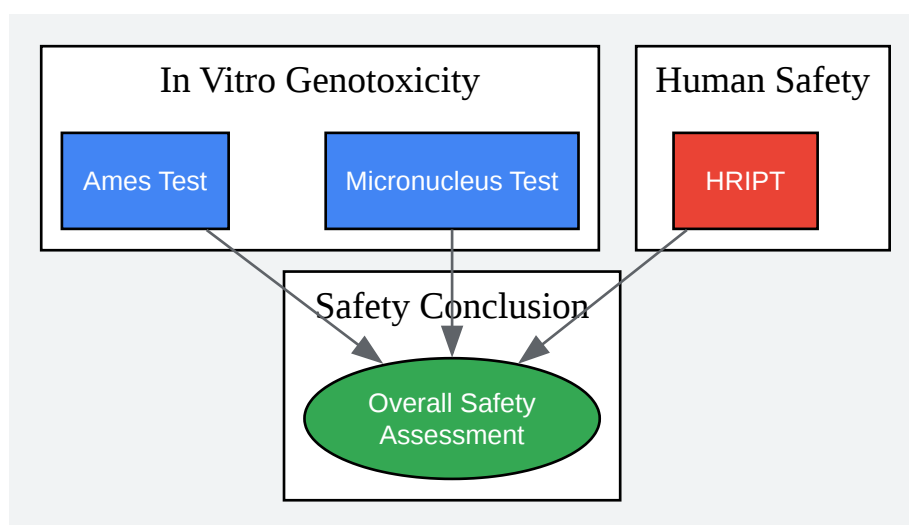 In Vitro Genotoxicity
Human Safety
Ames Test
Micronucleus Test
HRIPT
Safety Conclusion
Overall Safety
Assessment